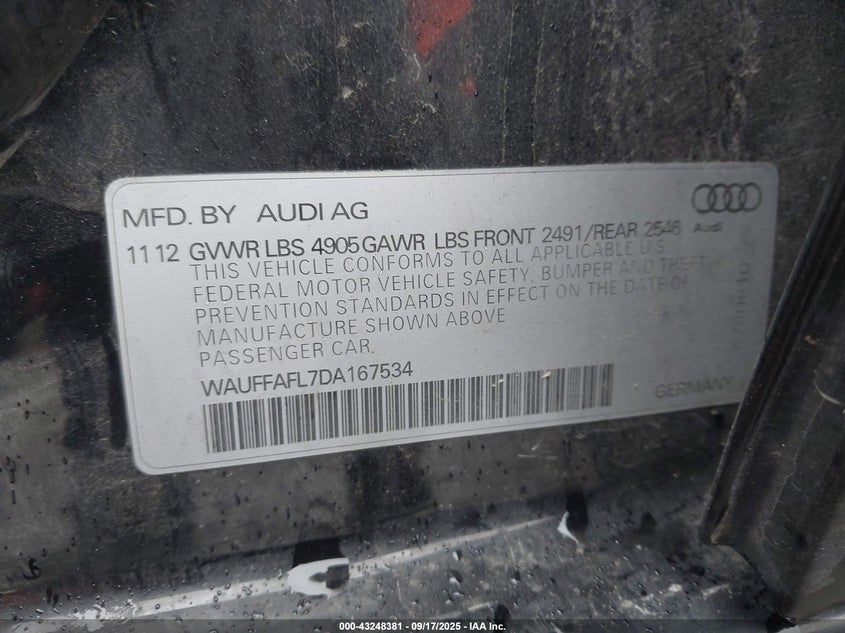 MFD. BY AUDI AG
Audi
11 12 GVWR LBS 4905 GAWR LBS FRONT 2491/REAR 2546
THIS VEHICLE CONFORMS TO ALL APPLICABLE U.S.
FEDERAL MOTOR VEHICLE SAFETY, BUMPER AND THEFT
PREVENTION STANDARDS IN EFFECT ON THE DATE OF
MANUFACTURE SHOWN ABOVE
PASSENGER CAR.
WAUFFAFL7DA167534
GERMANY
000-43248381 - 09/17/2025 - IAA Inc.